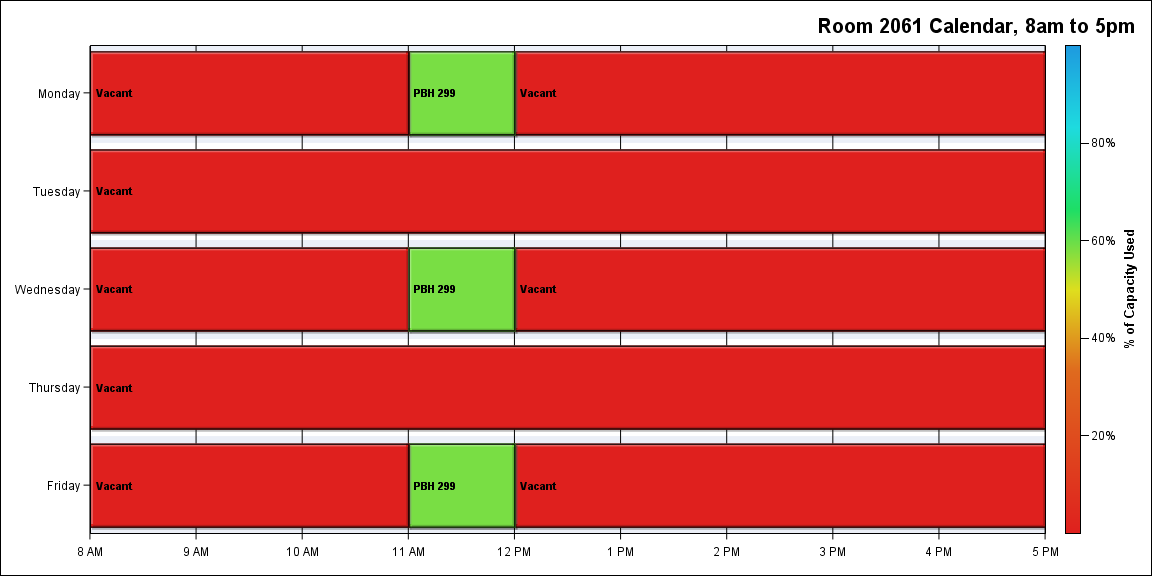 Room 2061 Calendar, 8am to 5pm
Monday Vacant PBH 299 Vacant
Tuesday Vacant
Wednesday Vacant PBH 299 Vacant
Thursday Vacant
Friday Vacant PBH 299 Vacant
8 AM 9 AM 10 AM 11 AM 12 PM 1 PM 2 PM 3 PM 4 PM 5 PM
80%
60%
40%
20%
% of Capacity Used